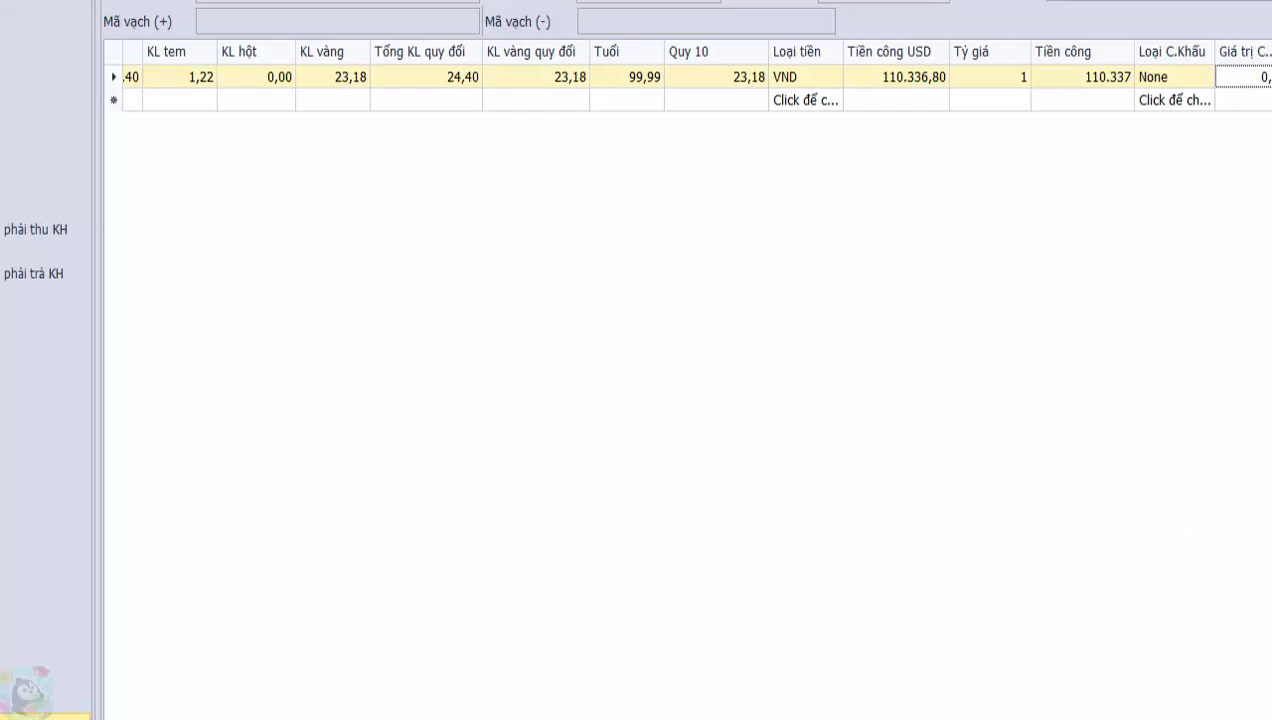 Mã vạch (+) Mã vạch (-)
KL tem KL hột KL vàng Tổng KL quy đổi KL vàng quy đổi Tuổi Quy 10 Loại tiền Tiền công USD Tỷ giá Tiền công Loại C.Khấu Giá trị C...
.40 1,22 0,00 23,18 24,40 23,18 99,99 23,18 VND 110.336,80 1 110.337 None 0,
Click để c... Click để ch...
phải thu KH
phải trả KH